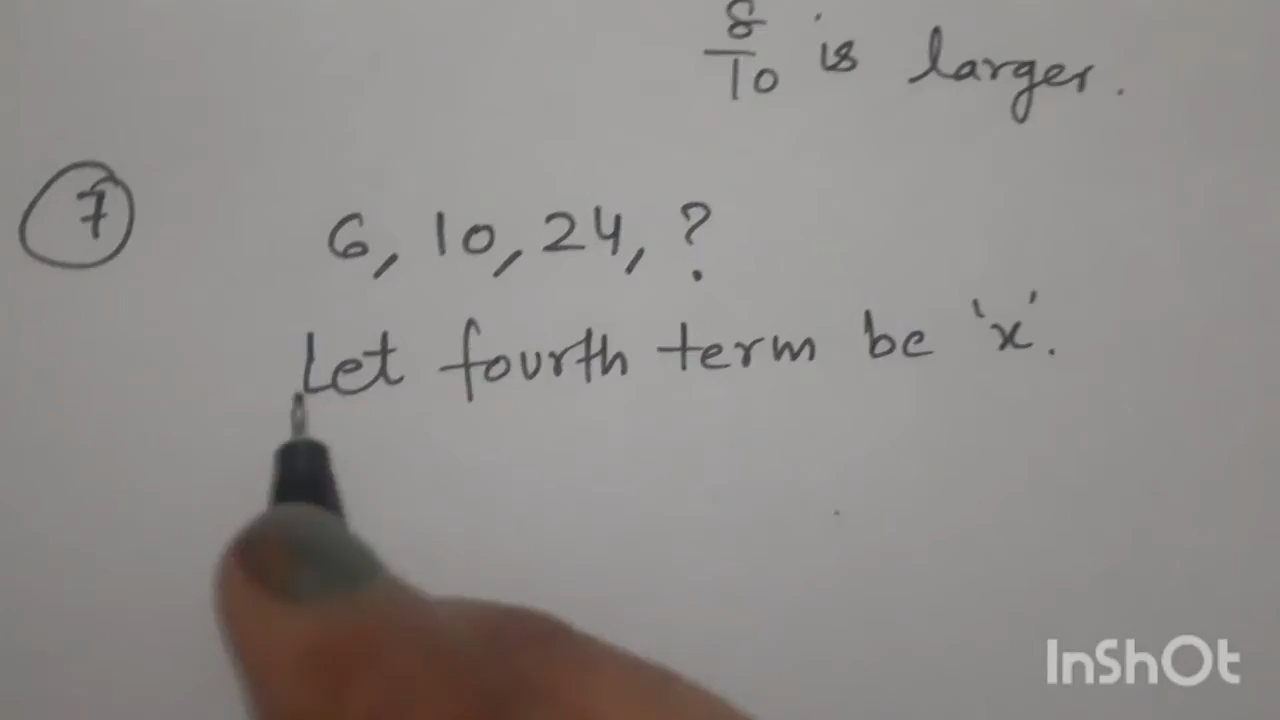 8
10 is larger.
7 6, 10, 24, ?
Let fourth term be 'x'.
InShOt